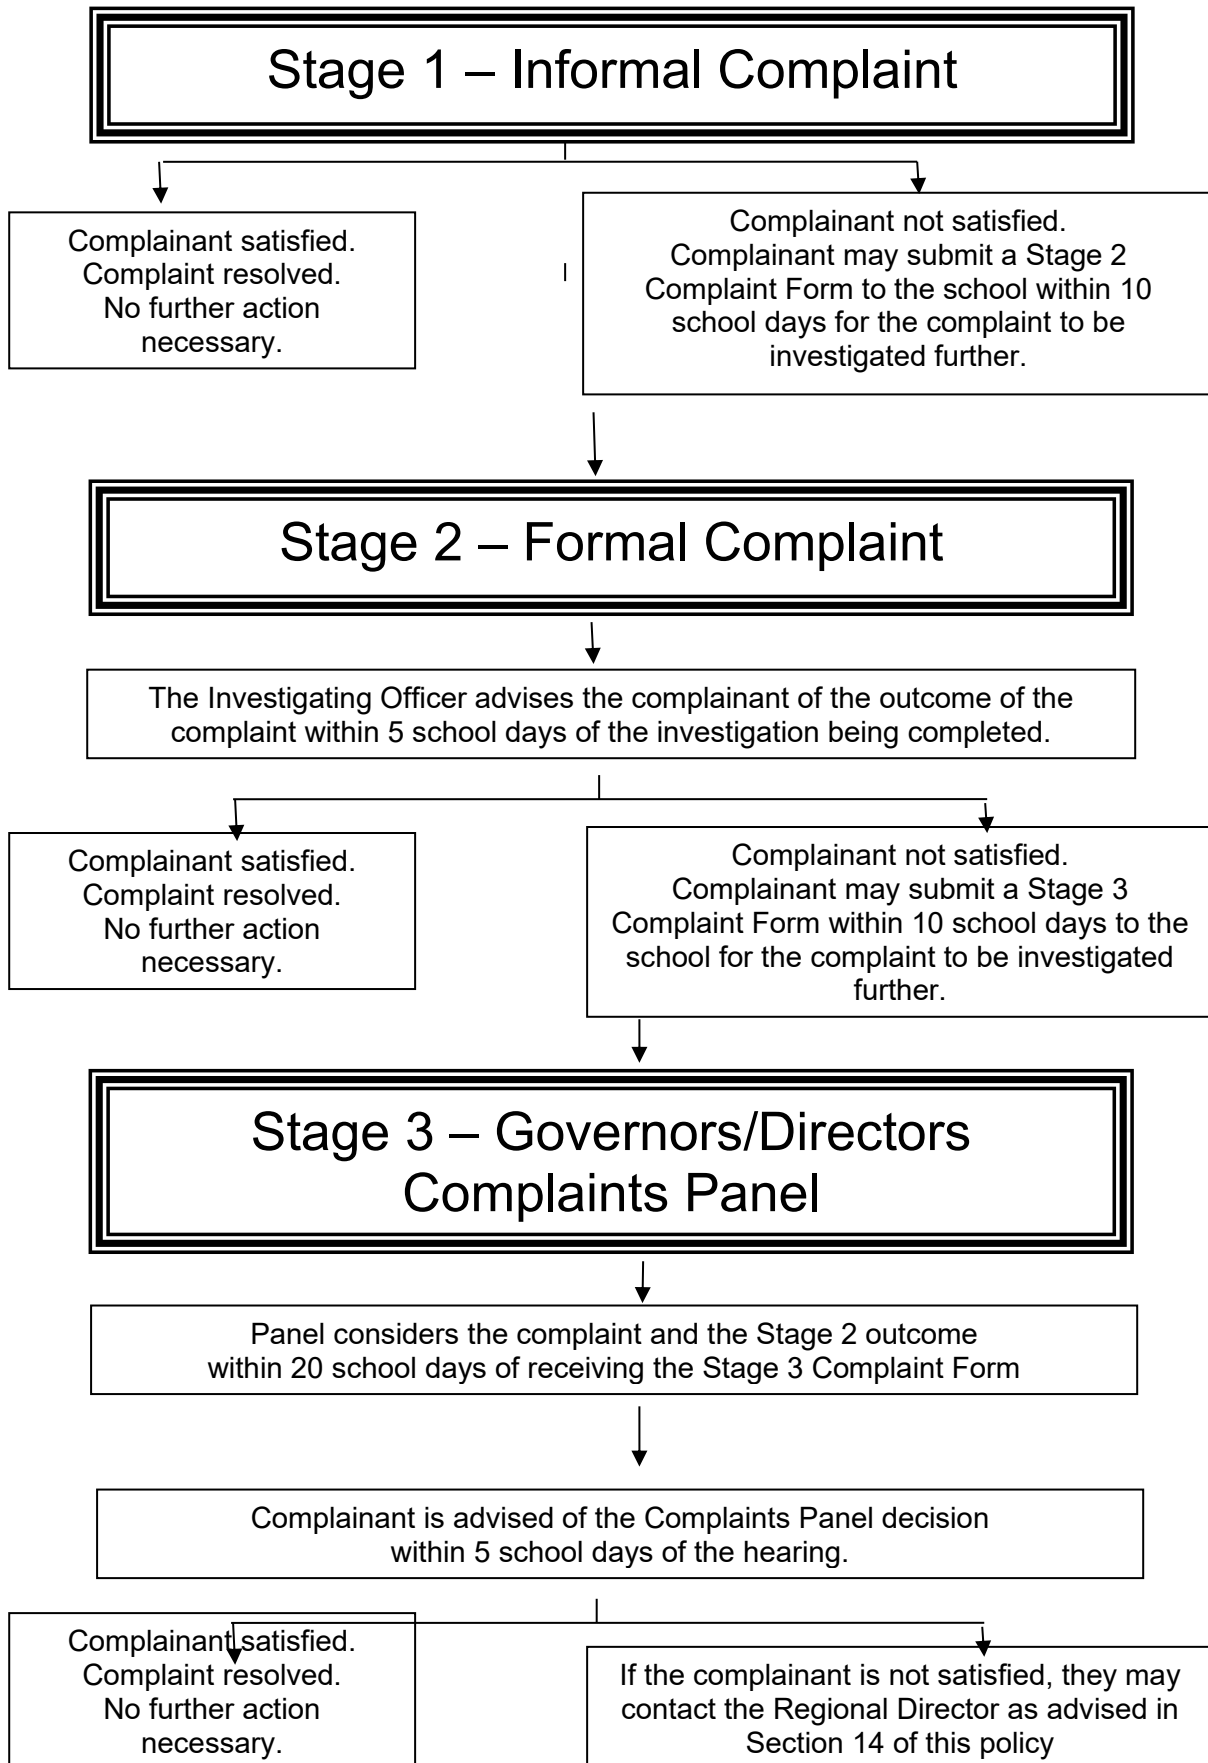 Stage 1 – Informal Complaint
Complainant satisfied.
Complaint resolved.
No further action
necessary.
Complainant not satisfied.
Complainant may submit a Stage 2
Complaint Form to the school within 10
school days for the complaint to be
investigated further.
Stage 2 – Formal Complaint
The Investigating Officer advises the complainant of the outcome of the
complaint within 5 school days of the investigation being completed.
Complainant satisfied.
Complaint resolved.
No further action
necessary.
Complainant not satisfied.
Complainant may submit a Stage 3
Complaint Form within 10 school days to the
school for the complaint to be investigated
further.
Stage 3 – Governors/Directors
Complaints Panel
Panel considers the complaint and the Stage 2 outcome
within 20 school days of receiving the Stage 3 Complaint Form
Complainant is advised of the Complaints Panel decision
within 5 school days of the hearing.
Complainant satisfied.
Complaint resolved.
No further action
necessary.
If the complainant is not satisfied, they may
contact the Regional Director as advised in
Section 14 of this policy